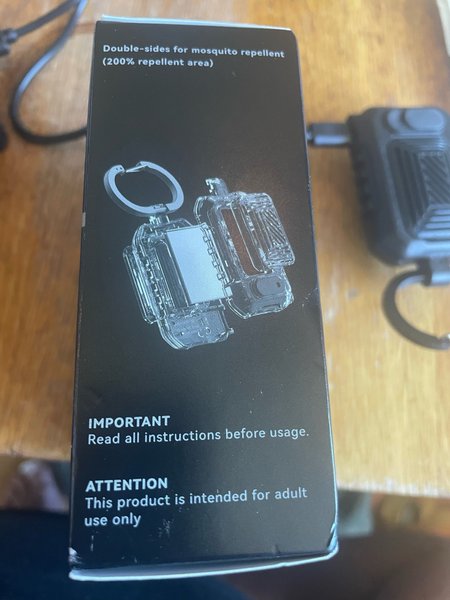 Double-sides for mosquito repellent
(200% repellent area)
IMPORTANT
Read all instructions before usage.
ATTENTION
This product is intended for adult
use only